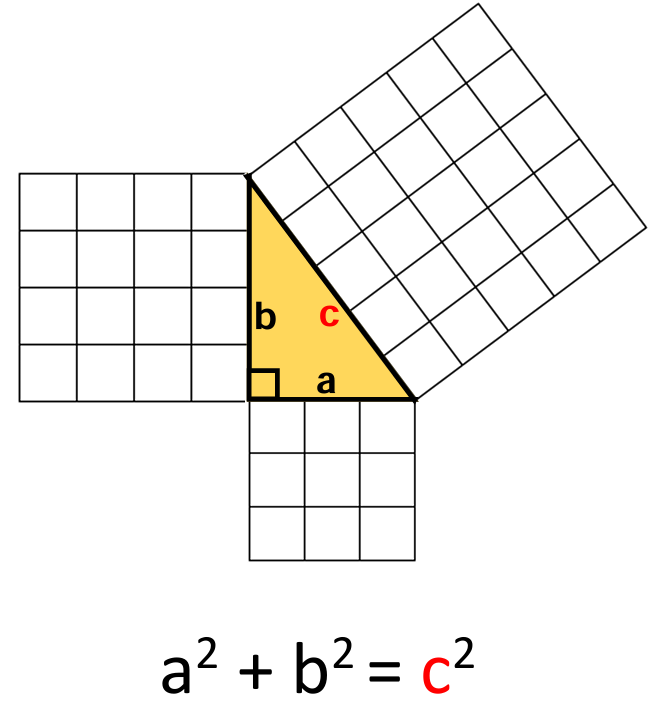 b
c
a
a² + b² = c²